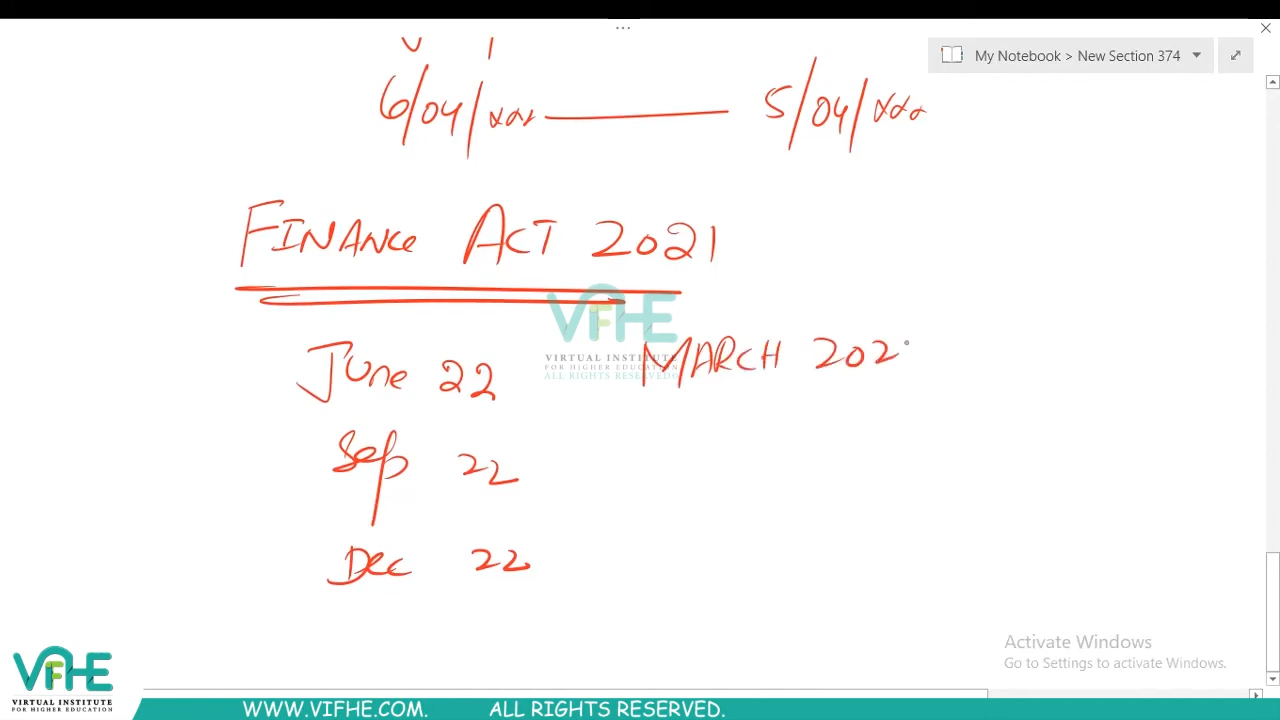 My Notebook > New Section 374
6/04/xxx 5/04/xxx
FINANCE ACT 2021
VIFHE
VIRTUAL INSTITUTE
FOR HIGHER EDUCATION
ALL RIGHTS RESERVED.
June 22 MARCH 202
Sep 22
Dec 22
Activate Windows
Go to Settings to activate Windows.
VIFHE
VIRTUAL INSTITUTE
FOR HIGHER EDUCATION
WWW.VIFHE.COM. ALL RIGHTS RESERVED.